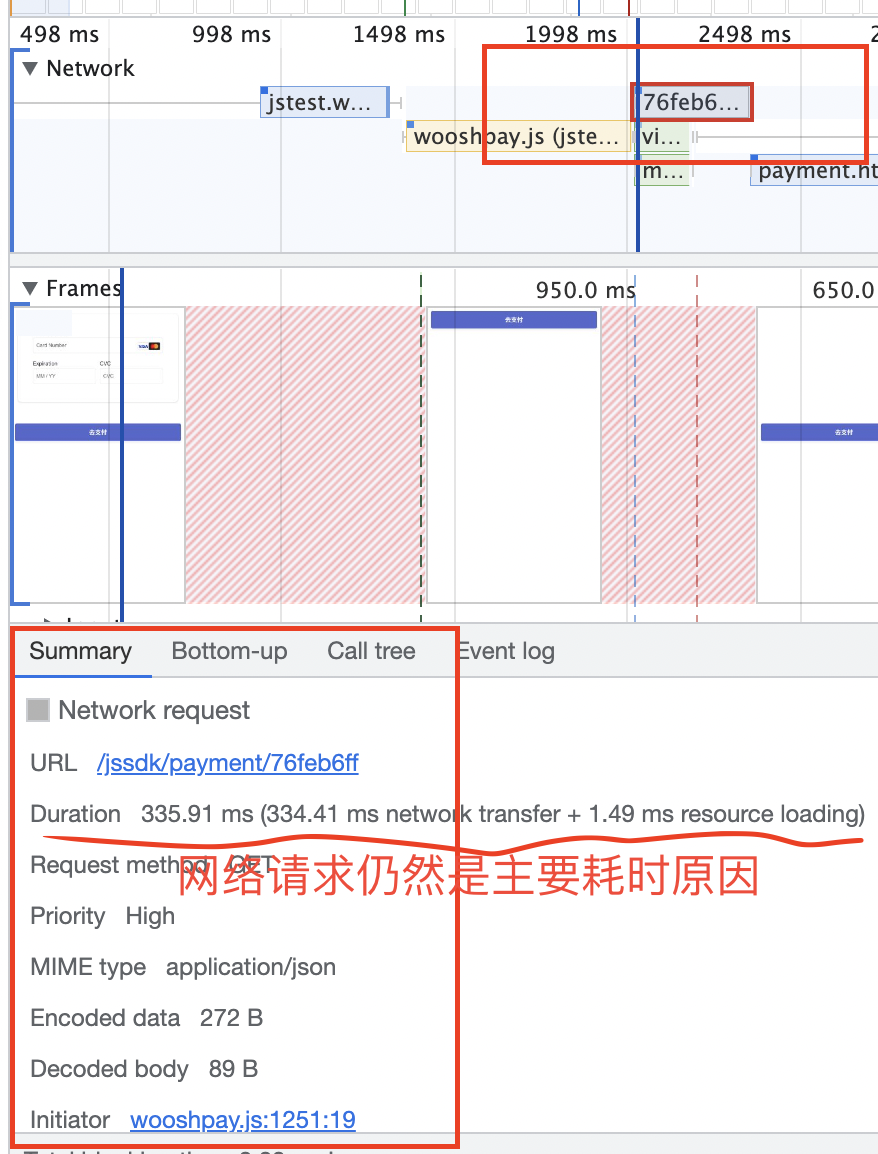 498 ms 998 ms 1498 ms 1998 ms 2498 ms 2
Network
jstest.w... 76feb6...
wooshpay.js (jste... vi...
m... payment.ht
Frames 950.0 ms 650.0
Card Number VISA
Expiration CVC
MM / YY CVC
去支付
去支付
去支付
Summary Bottom-up Call tree Event log
Network request
URL /jssdk/payment/76feb6ff
Duration 335.91 ms (334.41 ms network transfer + 1.49 ms resource loading)
Request method GET
网络请求仍然是主要耗时原因
Priority High
MIME type application/json
Encoded data 272 B
Decoded body 89 B
Initiator wooshpay.js:1251:19